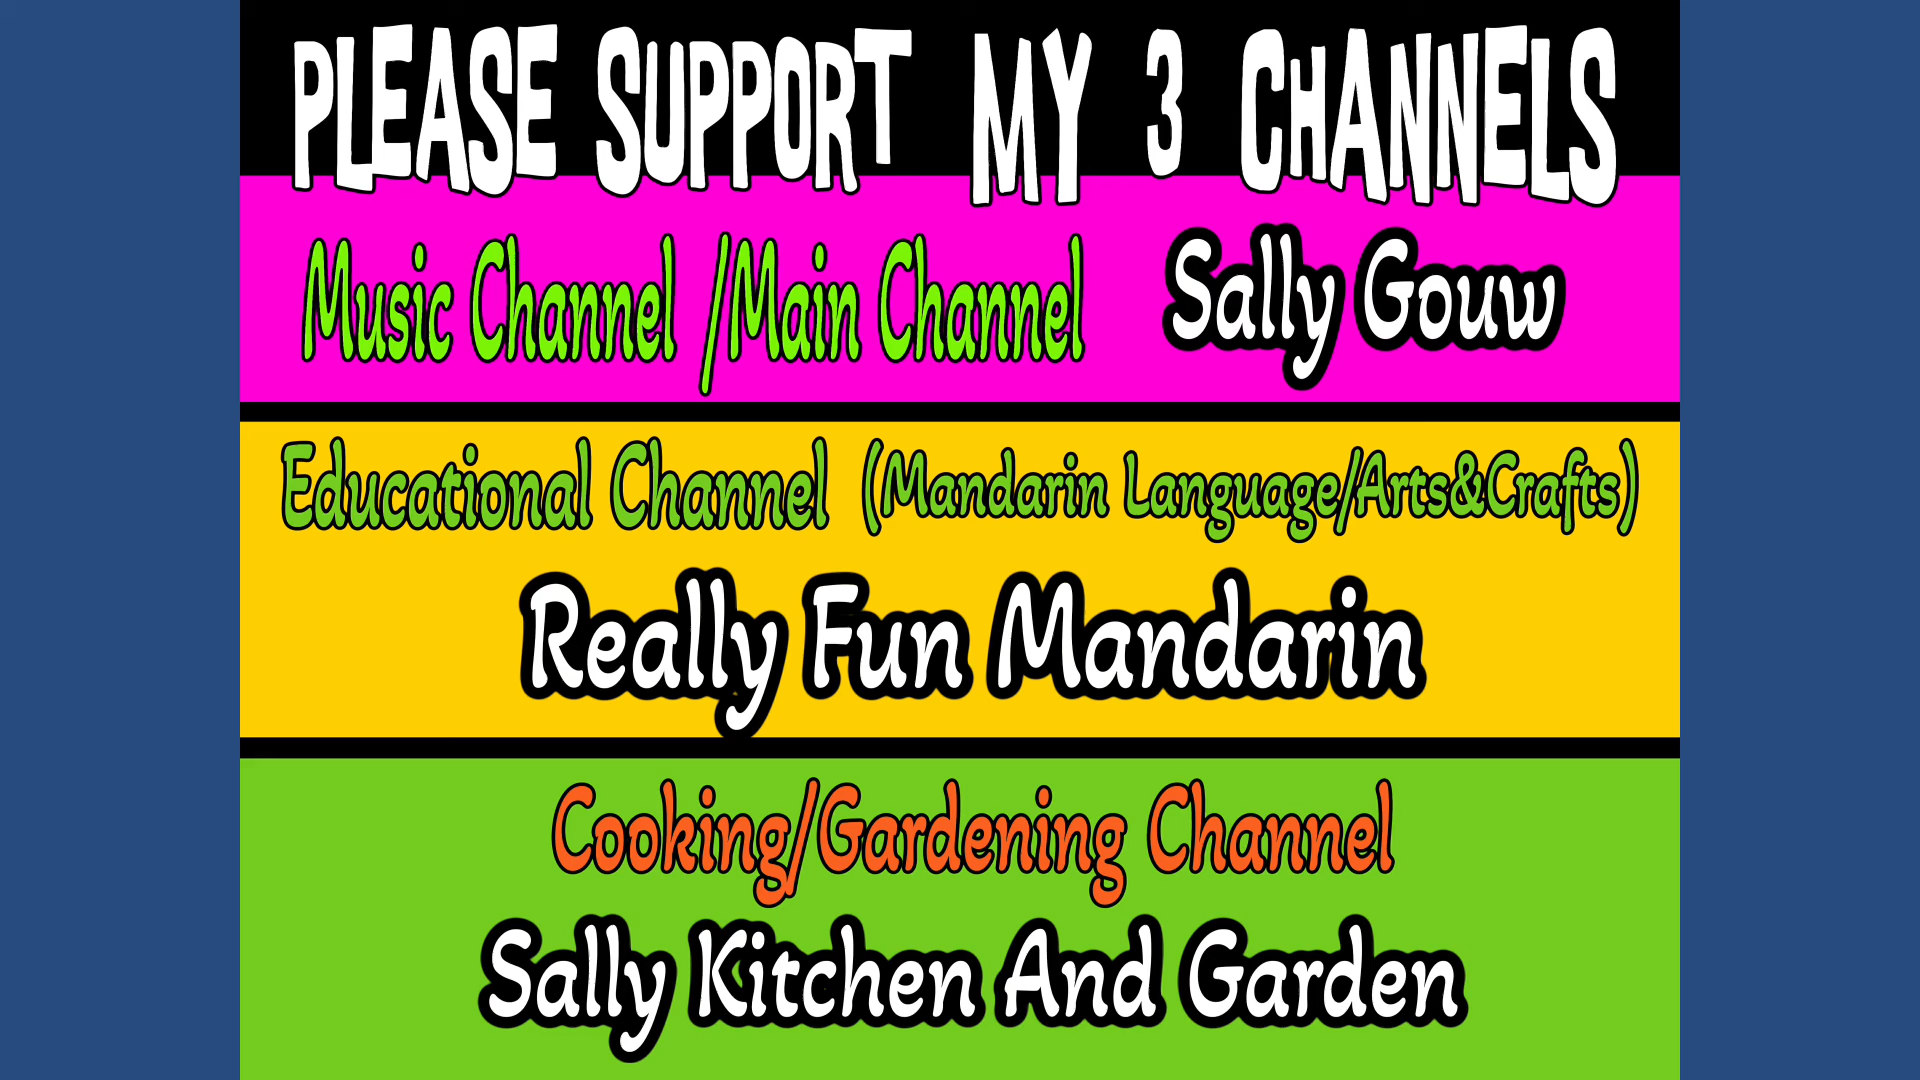 PLEASE SUPPORT MY 3 CHANNELS
Music Channel /Main Channel Sally Gouw
Educational Channel (Mandarin Language/Arts&Crafts)
Really Fun Mandarin
Cooking/Gardening Channel
Sally Kitchen And Garden